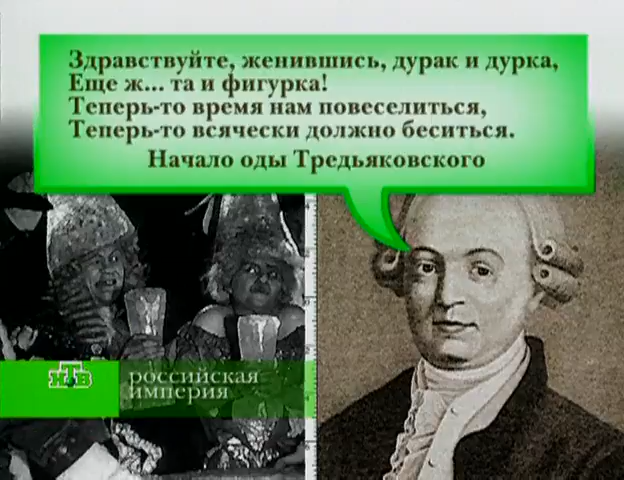 Здравствуйте, женившись, дурак и дурка,
Еще ж... та и фигурка!
Теперь-то время нам повеселиться,
Теперь-то всячески должно беситься.
Начало оды Тредьяковского
нтв
российская
империя